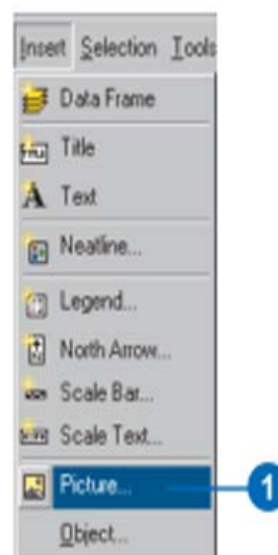 Insert Selection Tools
Data Frame
Title
Text
Neatline...
Legend...
North Arrow...
Scale Bar...
Scale Text...
Picture... 1
Object...